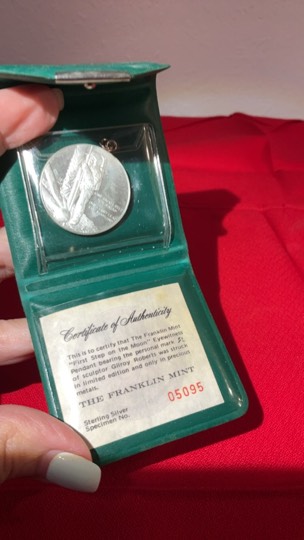 Certificate of Authenticity
This is to certify that The Franklin Mint
"First Step on the Moon" Eyewitness
Pendant bearing the personal mark
of sculptor Gilroy Roberts was struck
in limited edition and only in precious
metals.
THE FRANKLIN MINT
Sterling Silver
Specimen No. 05095